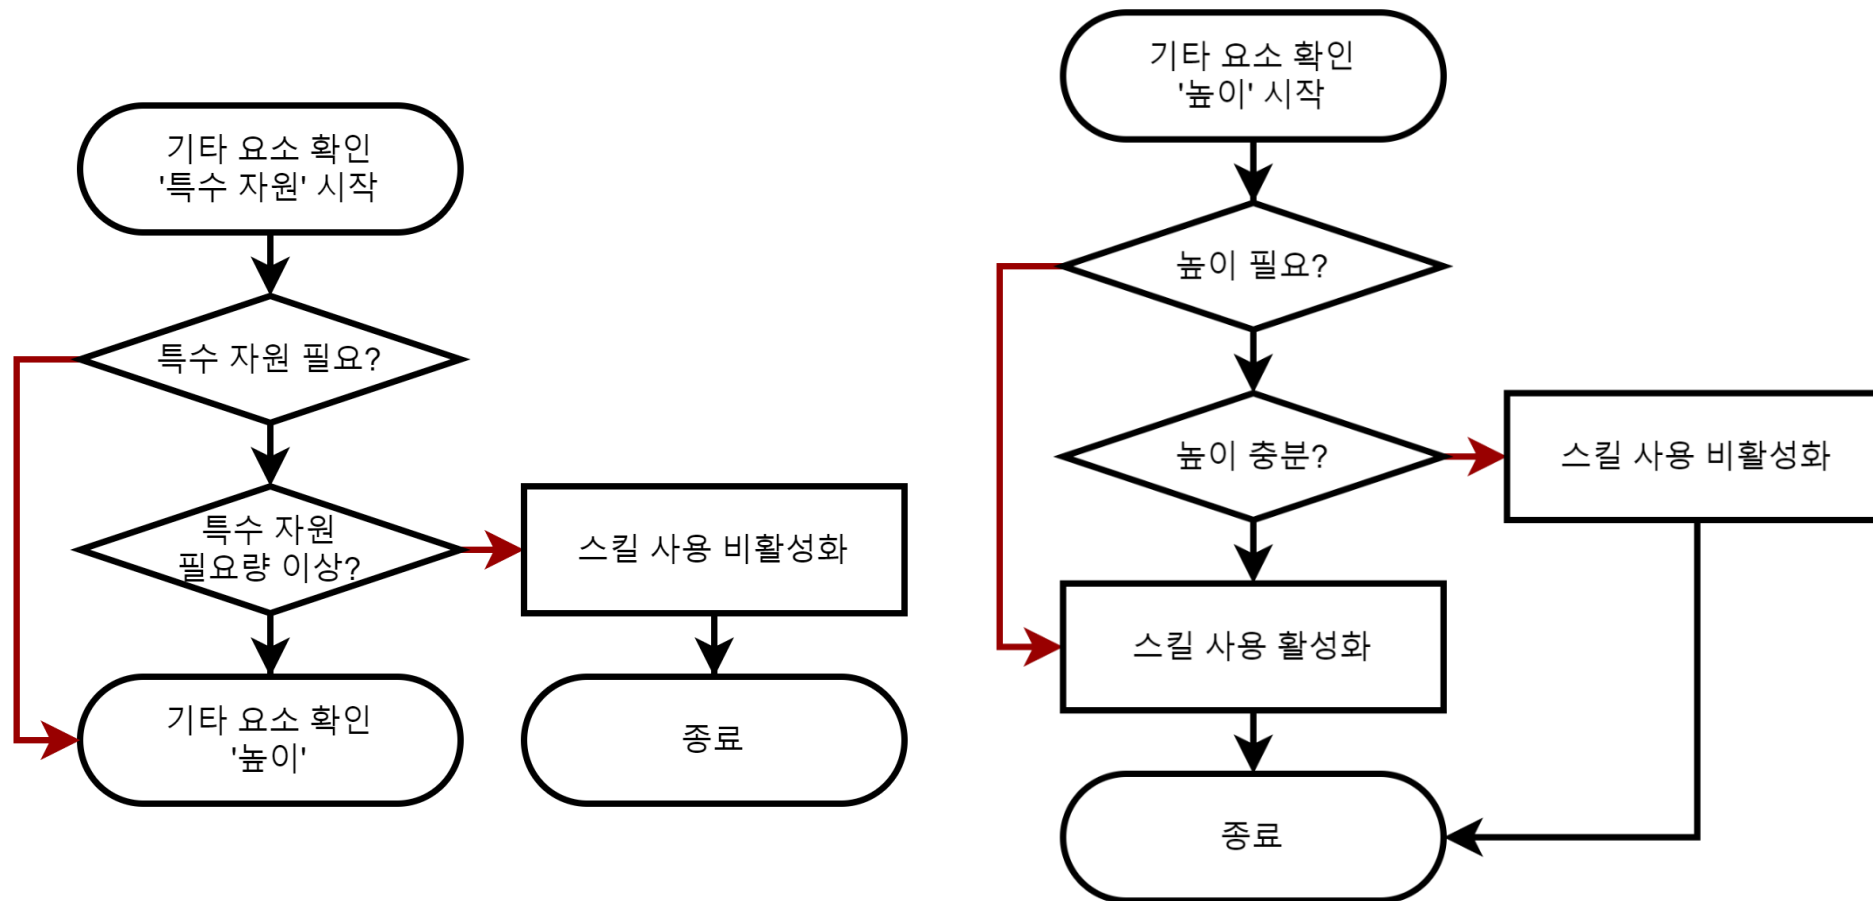 기타 요소 확인
'특수 자원' 시작
특수 자원 필요?
특수 자원
필요량 이상?
스킬 사용 비활성화
기타 요소 확인
'높이'
종료
기타 요소 확인
'높이' 시작
높이 필요?
높이 충분?
스킬 사용 비활성화
스킬 사용 활성화
종료